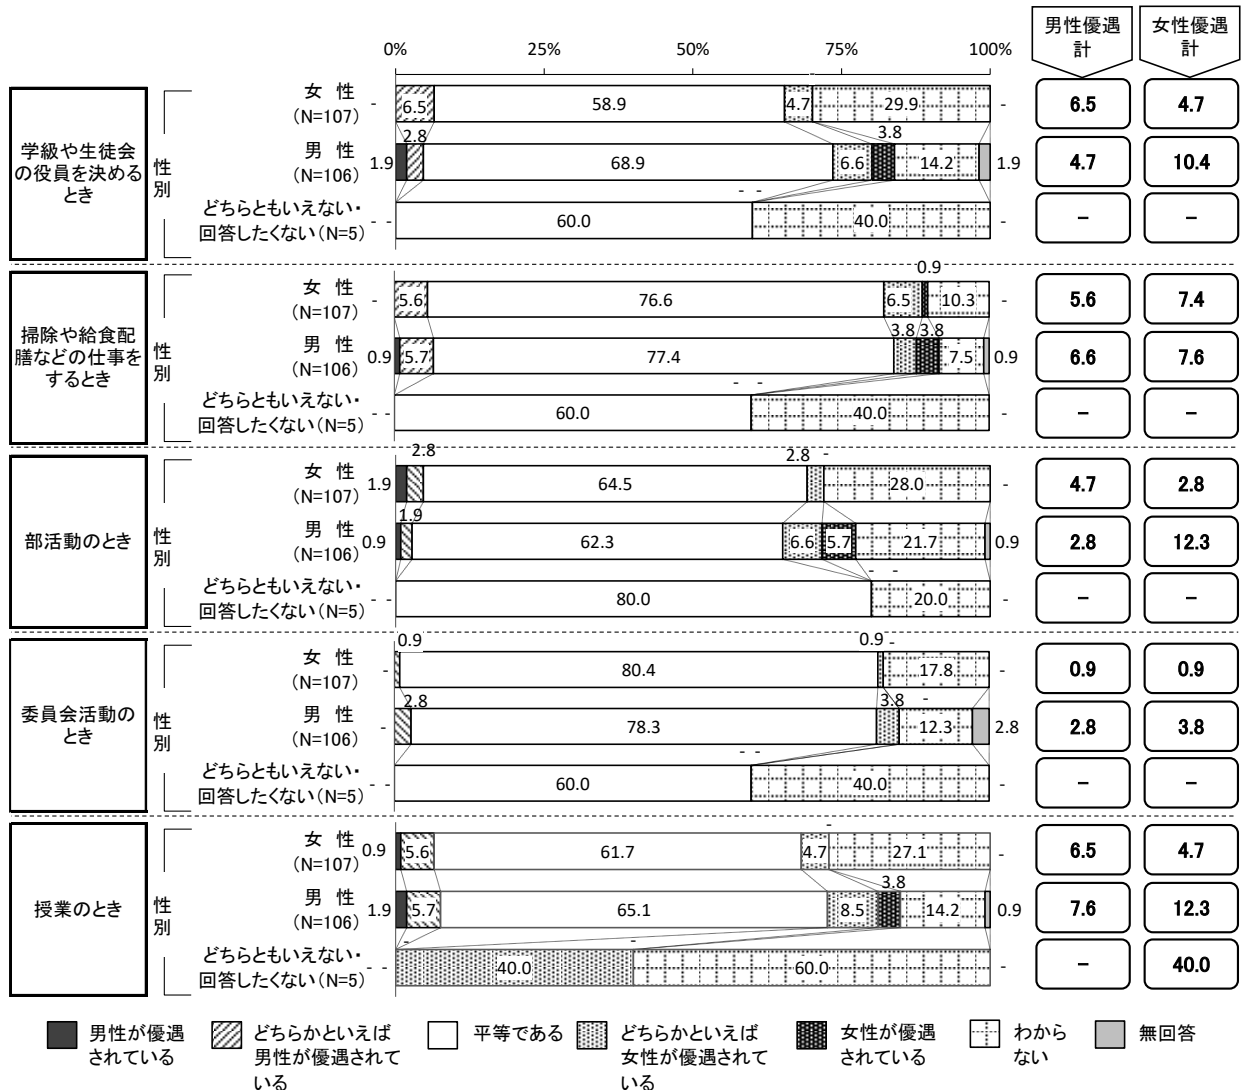 男性優遇
計
女性優遇
計
0%
25%
50%
75%
100%
学級や生徒会
の役員を決める
とき
性
別
女 性
(N=107)
-
6.5
58.9
4.7
29.9
-
6.5
4.7
男 性
(N=106)
1.9
2.8
68.9
6.6
3.8
14.2
1.9
4.7
10.4
どちらともいえない・
回答したくない(N=5)
- -
60.0
- -
40.0
-
-
-
掃除や給食配
膳などの仕事を
するとき
性
別
女 性
(N=107)
-
5.6
76.6
6.5
0.9
10.3
-
5.6
7.4
男 性
(N=106)
0.9
5.7
77.4
3.8
3.8
7.5
0.9
6.6
7.6
どちらともいえない・
回答したくない(N=5)
- -
60.0
- -
40.0
-
-
-
部活動のとき
性
別
女 性
(N=107)
1.9
2.8
64.5
2.8
-
28.0
-
4.7
2.8
男 性
(N=106)
0.9
1.9
62.3
6.6
5.7
21.7
0.9
2.8
12.3
どちらともいえない・
回答したくない(N=5)
- -
80.0
- -
20.0
-
-
-
委員会活動の
とき
性
別
女 性
(N=107)
-
0.9
80.4
0.9
-
17.8
-
0.9
0.9
男 性
(N=106)
-
2.8
78.3
3.8
-
12.3
2.8
2.8
3.8
どちらともいえない・
回答したくない(N=5)
- -
60.0
- -
40.0
-
-
-
授業のとき
性
別
女 性
(N=107)
0.9
5.6
61.7
4.7
-
27.1
-
6.5
4.7
男 性
(N=106)
1.9
5.7
65.1
8.5
3.8
14.2
0.9
7.6
12.3
どちらともいえない・
回答したくない(N=5)
- -
-
40.0
-
60.0
-
-
40.0
男性が優遇
されている
どちらかといえば
男性が優遇されて
いる
平等である
どちらかといえば
女性が優遇されて
いる
女性が優遇
されている
わから
ない
無回答